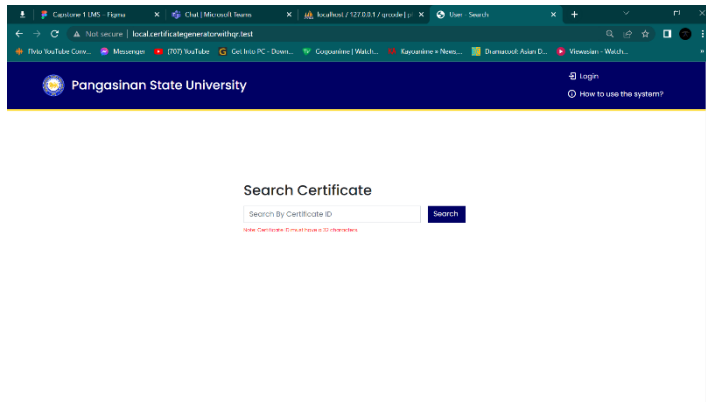 Capstone 1 LMS - Figma
Chat | Microsoft Teams
localhost / 127.0.0.1 / qrcode | p
User - Search
Not secure | local.certificategeneratorwithqr.test
Flvto YouTube Conv...
Messenger
(707) YouTube
Get Into PC - Down...
Gogoanime | Watch...
Kayoanime » News,...
Dramacool: Asian D...
Viewasian - Watch...
»
Pangasinan State University
Login
How to use the system?
Search Certificate
Search By Certificate ID
Search
Note: Certificate ID must have a 32 characters